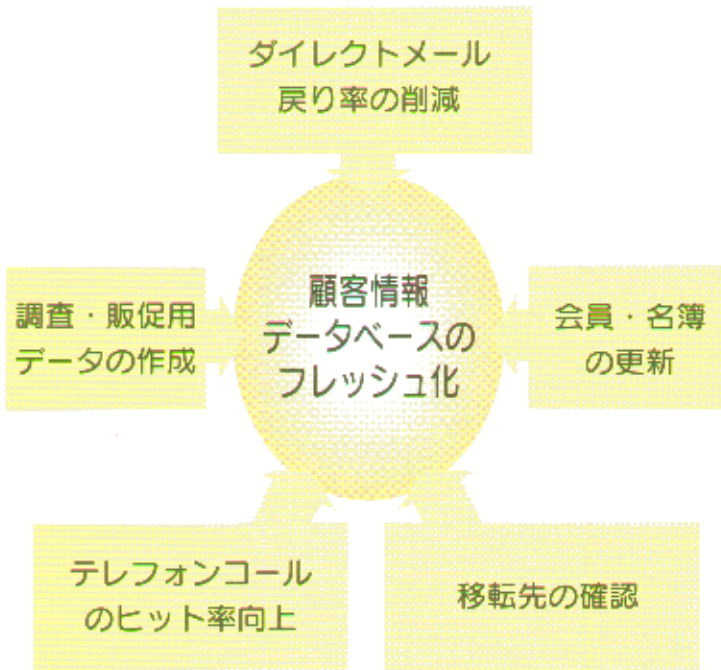 ダイレクトメール
戻り率の削減
顧客情報
データベースの
フレッシュ化
調査・販促用
データの作成
会員・名簿
の更新
テレフォンコール
のヒット率向上
移転先の確認